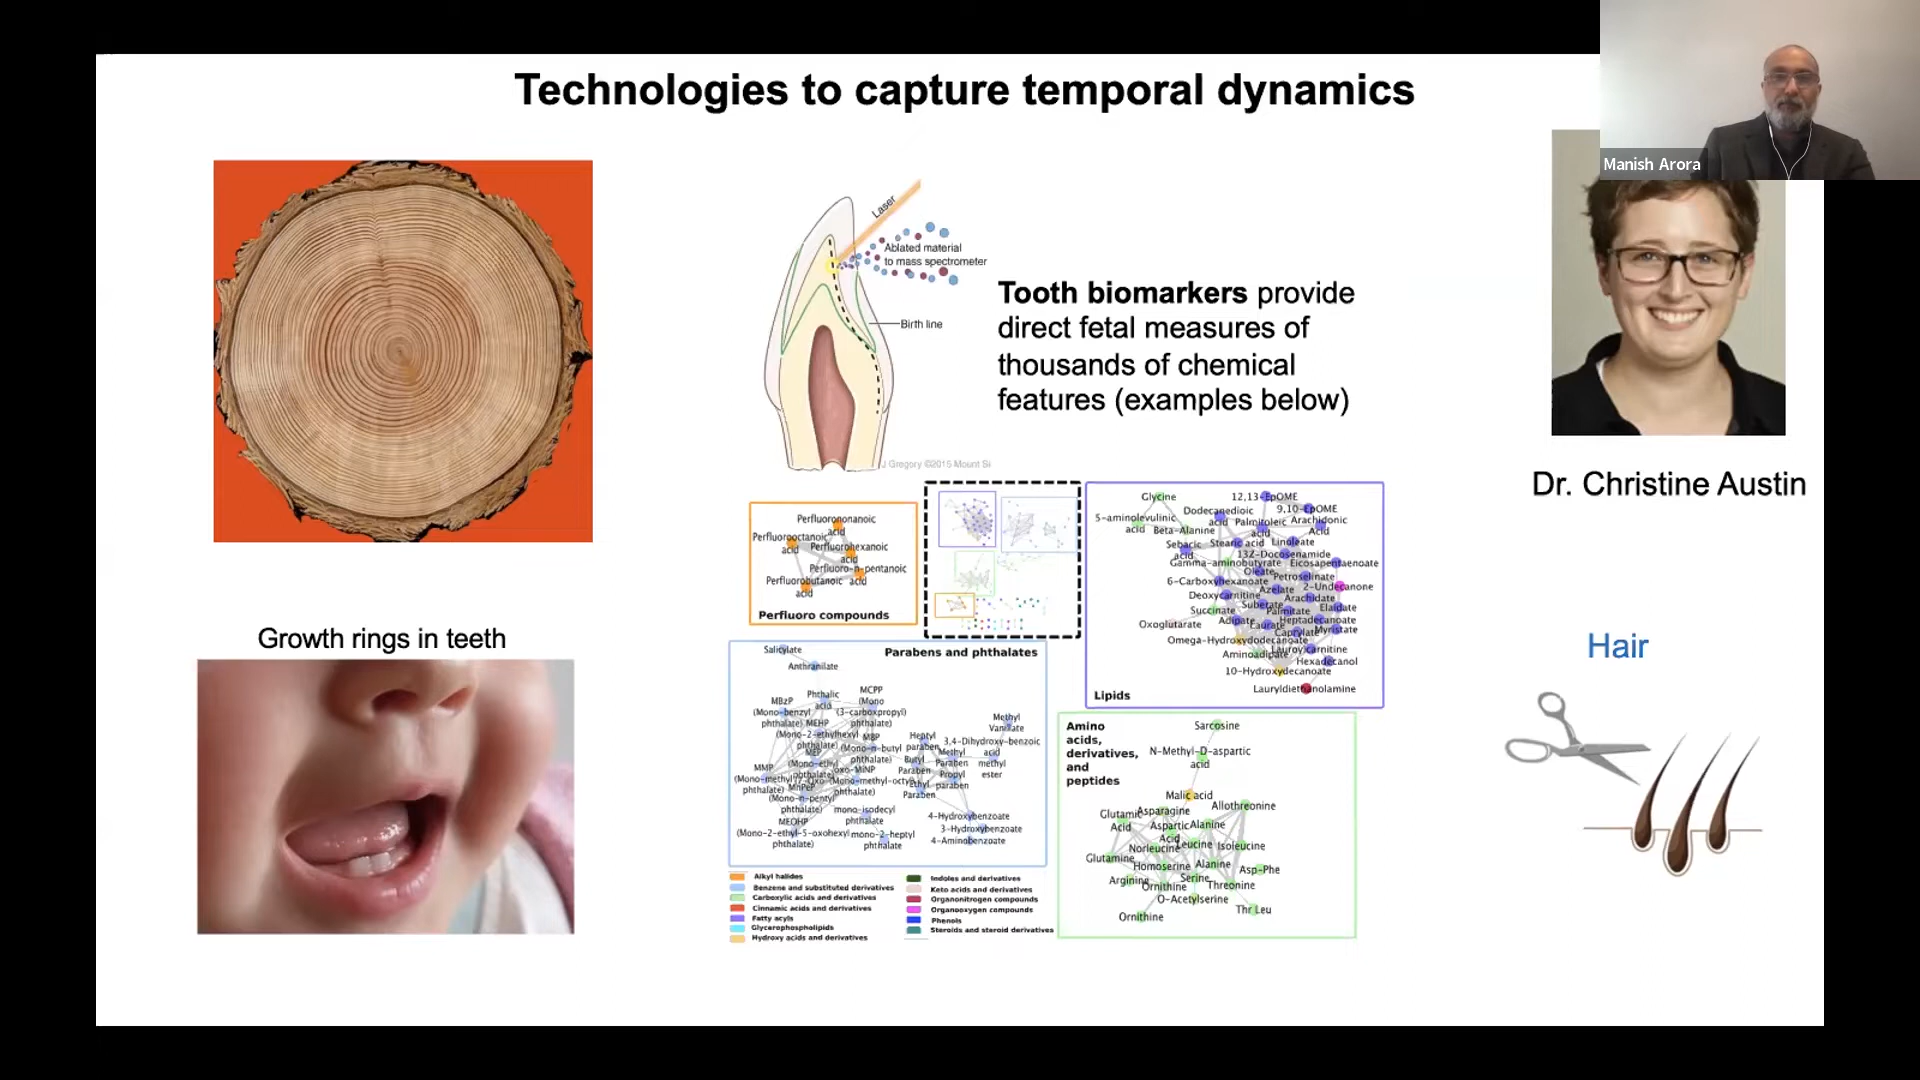 Technologies to capture temporal dynamics
Manish Arora
Laser
Ablated material
to mass spectrometer
Birth line
J Gregory ©2015 Mount Si
Tooth biomarkers provide
direct fetal measures of
thousands of chemical
features (examples below)
Dr. Christine Austin
Growth rings in teeth
Hair
Perfluorononanoic
acid
Perfluorooctanoic
acid
Perfluorohexanoic
acid
Perfluoro-n-pentanoic
acid
Perfluorobutanoic
acid
Perfluoro compounds
Glycine
12,13-EpOME
9,10-EpOME
Dodecanedioic
acid
5-aminolevulinic
acid
Beta-Alanine
Palmitoleic
acid
Arachidonic
Acid
Sebacic
acid
Stearic acid
Linoleate
13Z-Docosenamide
Gamma-aminobutyrate
Eicosapentaenoate
Oleate
Petroselinate
6-Carboxyhexanoate
Azelate
2-Undecanone
Deoxycarnitine
Arachidate
Suberate
Palmitate
Elaidate
Succinate
Adipate
Laurate
Heptadecanoate
Oxoglutarate
Caprylate
Myristate
Omega-Hydroxydodecanoate
Lauroylcarnitine
Aminoadipate
Hexadecanol
10-Hydroxydecanoate
Lauryldiethanolamine
Lipids
Salicylate
Parabens and phthalates
Anthranilate
Phthalic
acid
MCPP
(Mono
(3-carboxpropyl)
phthalate)
MBzP
(Mono-benzyl
phthalate)
MEHP
(Mono-2-ethylhexyl
phthalate)
MBP
(Mono-n-butyl
phthalate)
MEP
(Mono-ethyl
phthalate)
MMP
(Mono-methyl
phthalate)
oxo-MiNP
MnPeP
(Mono-n-pentyl
phthalate)
mono-isodecyl
phthalate
MEOHP
(Mono-2-ethyl-5-oxohexyl
phthalate)
mono-2-heptyl
phthalate
Methyl
Vanillate
Heptyl
paraben
3,4-Dihydroxy-benzoic
acid
methyl
ester
Butyl
Paraben
Methyl
Paraben
Propyl
paraben
Ethyl
Paraben
4-Hydroxybenzoate
3-Hydroxybenzoate
4-Aminobenzoate
Amino
acids,
derivatives,
and
peptides
Sarcosine
N-Methyl-D-aspartic
acid
Malic acid
Allothreonine
Glutamic
Acid
Asparagine
Aspartic
Acid
Alanine
Norleucine
Leucine
Isoleucine
Glutamine
Homoserine
Alanine
Asp-Phe
Arginine
Serine
Ornithine
Threonine
O-Acetylserine
Thr Leu
Ornithine
Alkyl halides
Benzene and substituted derivatives
Carboxylic acids and derivatives
Cinnamic acids and derivatives
Fatty acyls
Glycerophospholipids
Hydroxy acids and derivatives
Indoles and derivatives
Keto acids and derivatives
Organonitrogen compounds
Organooxygen compounds
Phenols
Steroids and steroid derivatives